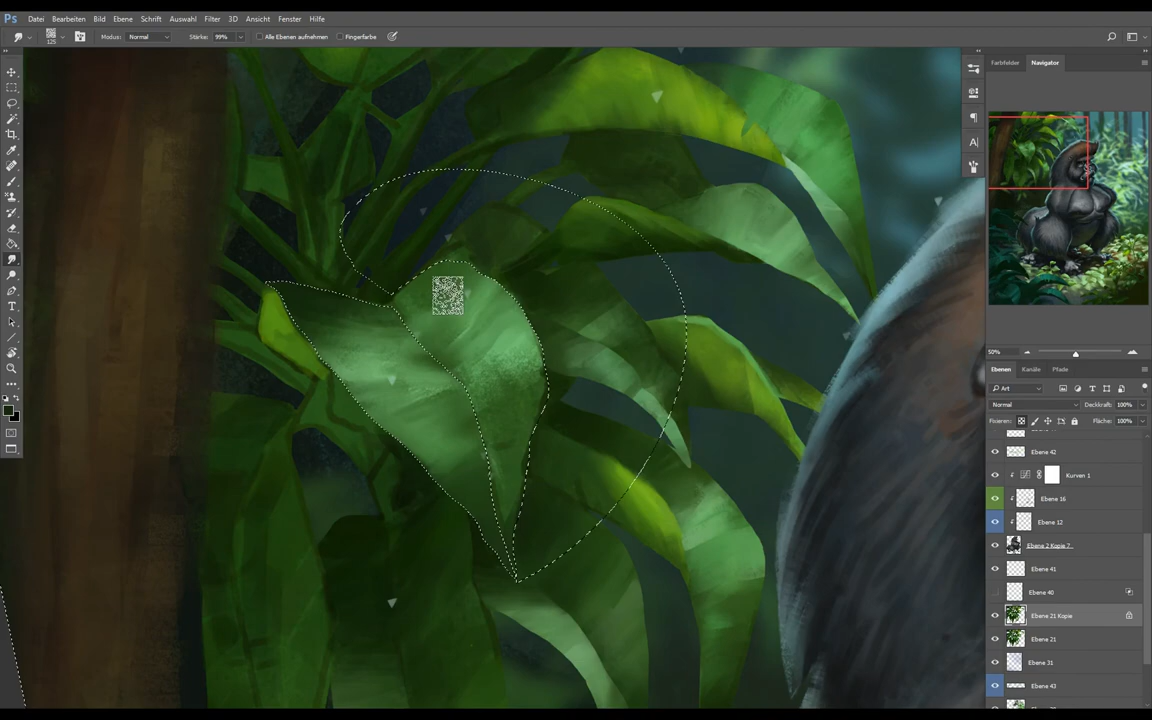 Ps Datei Bearbeiten Bild Ebene Schrift Auswahl Filter 3D Ansicht Fenster Hilfe
125 Modus: Normal Stärke: 99% Alle Ebenen aufnehmen Fingerfarbe
Farbfelder Navigator
50%
Ebenen Kanäle Pfade
Art
Normal Deckkraft: 100%
Fixieren: Fläche: 100%
Ebene 42
Kurven 1
Ebene 16
Ebene 12
Ebene 2 Kopie 7
Ebene 41
Ebene 40
Ebene 21 Kopie
Ebene 21
Ebene 31
Ebene 43